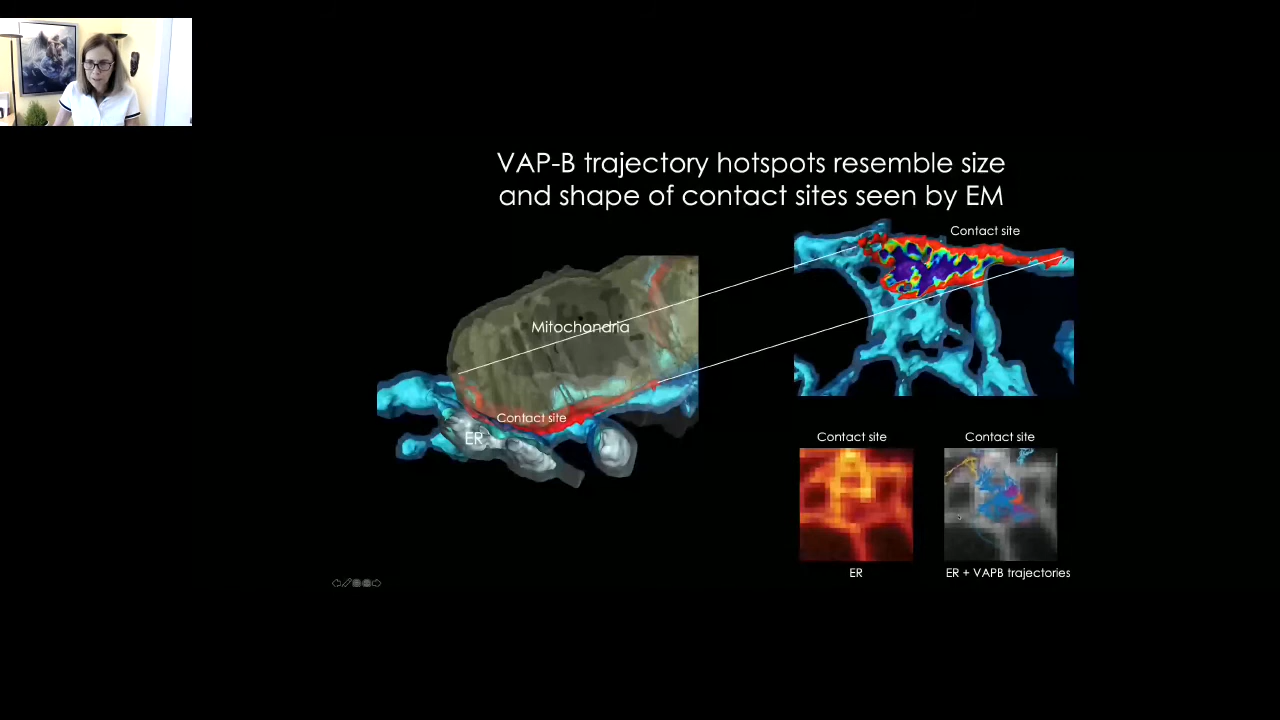 VAP-B trajectory hotspots resemble size
and shape of contact sites seen by EM
Contact site
Mitochondria
Contact site
ER
Contact site
Contact site
ER
ER + VAPB trajectories